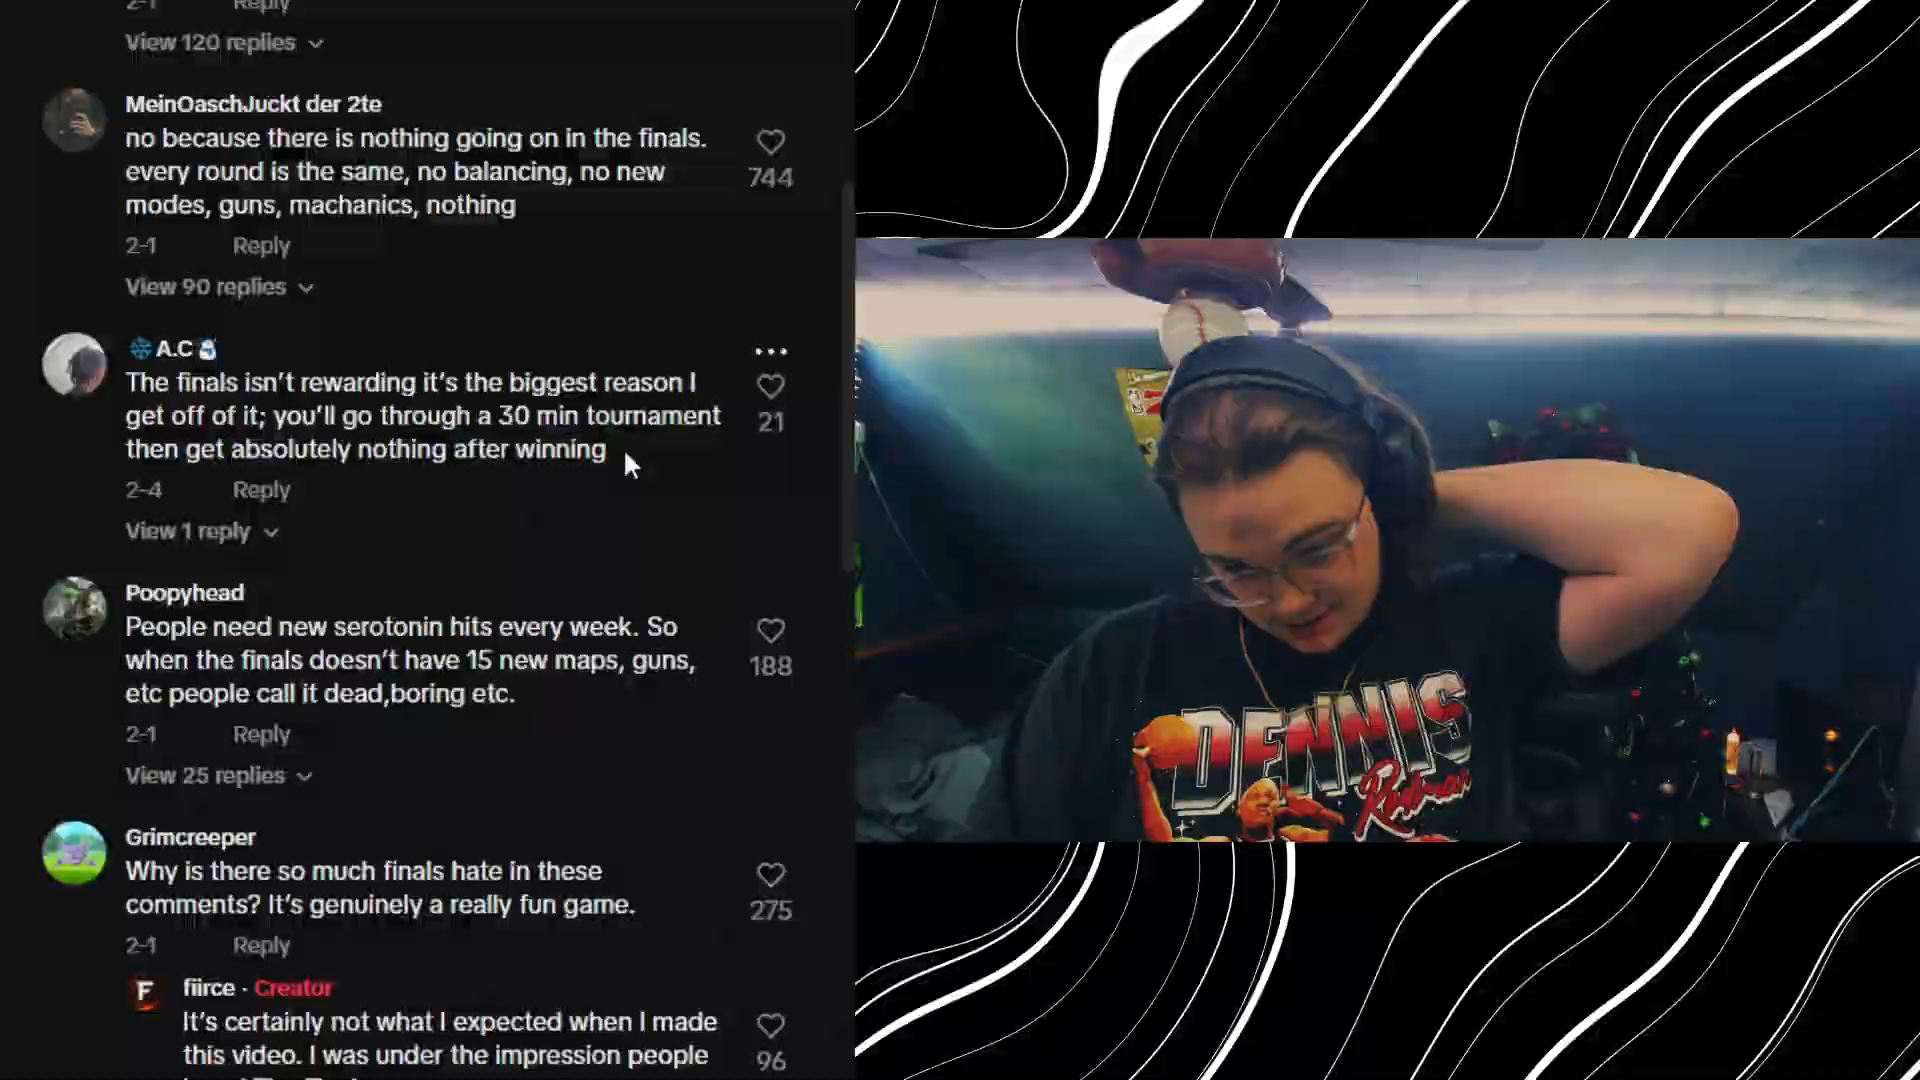 2-1 Reply
View 120 replies
MeinOaschJuckt der 2te
no because there is nothing going on in the finals.
every round is the same, no balancing, no new
modes, guns, machanics, nothing
744
2-1 Reply
View 90 replies
A.C
The finals isn't rewarding it's the biggest reason I
get off of it; you'll go through a 30 min tournament
then get absolutely nothing after winning
21
2-4 Reply
View 1 reply
Poopyhead
People need new serotonin hits every week. So
when the finals doesn't have 15 new maps, guns,
etc people call it dead,boring etc.
188
2-1 Reply
View 25 replies
Grimcreeper
Why is there so much finals hate in these
comments? It's genuinely a really fun game.
275
2-1 Reply
F
fiirce · Creator
It's certainly not what I expected when I made
this video. I was under the impression people
96
DENNIS
Rodman